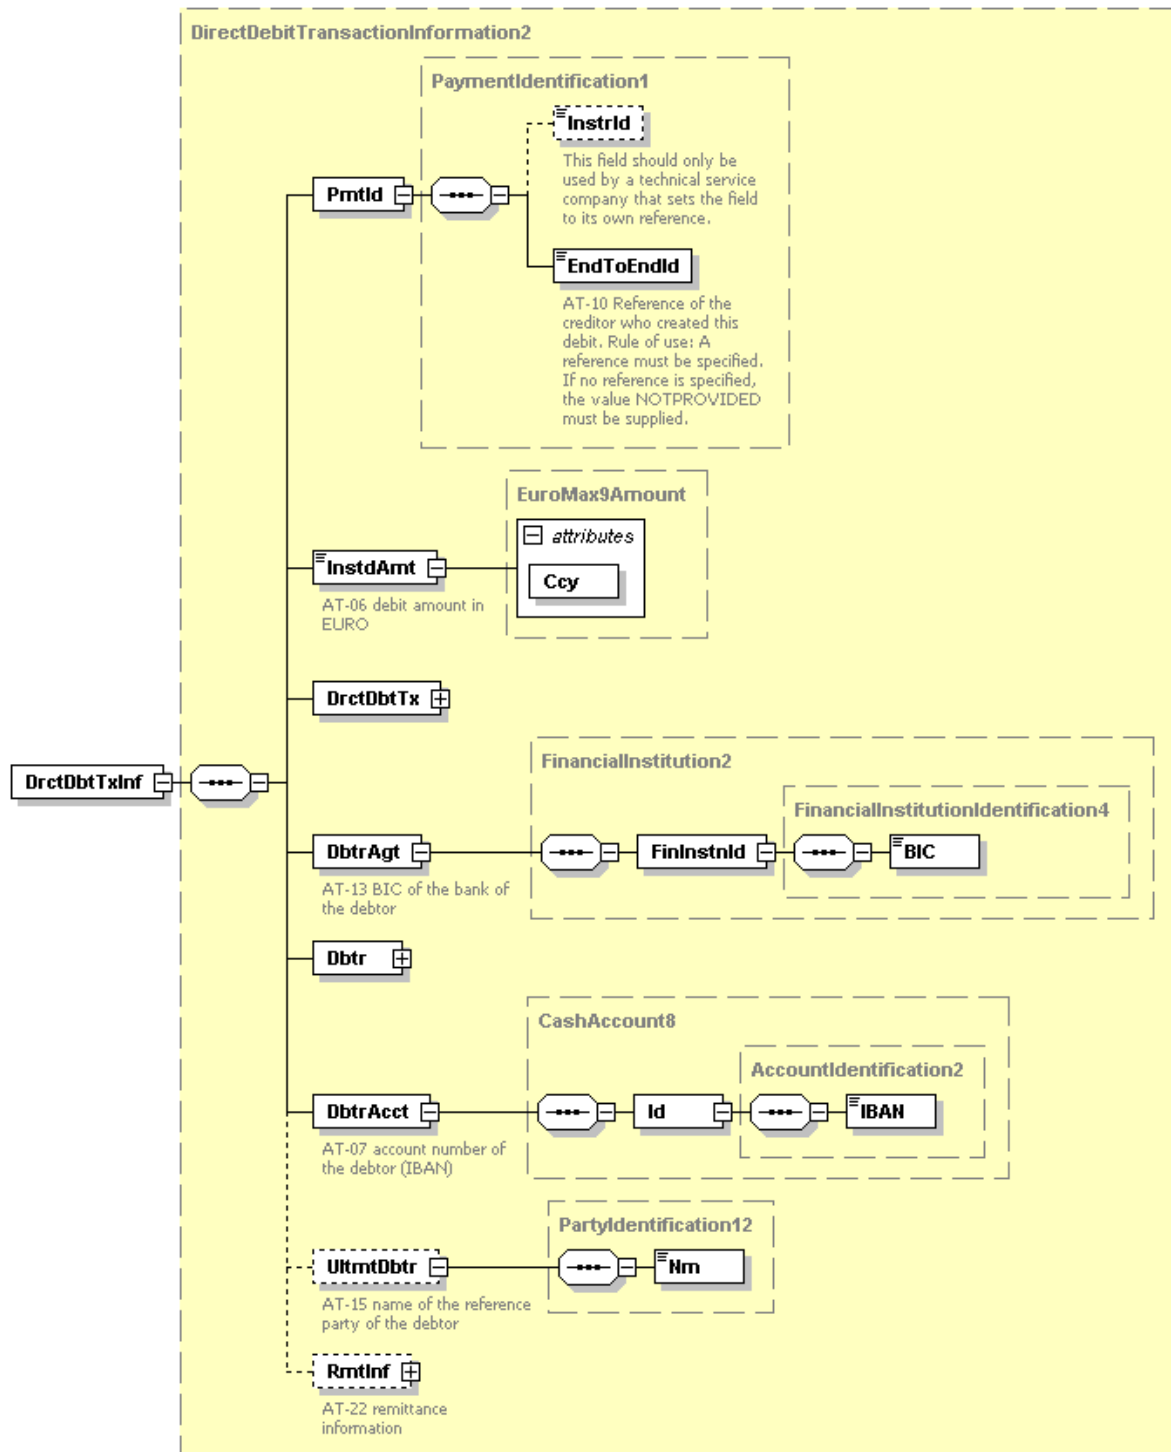 DirectDebitTransactionInformation2
PaymentIdentification1
InstrId
This field should only be
used by a technical service
company that sets the field
to its own reference.
PmtId
EndToEndId
AT-10 Reference of the
creditor who created this
debit. Rule of use: A
reference must be specified.
If no reference is specified,
the value NOTPROVIDED
must be supplied.
EuroMax9Amount
attributes
InstdAmt
Ccy
AT-06 debit amount in
EURO
DrctDbtTx
FinancialInstitution2
DrctDbtTxInf
FinancialInstitutionIdentification4
DbtrAgt
FinInstnId
BIC
AT-13 BIC of the bank of
the debtor
Dbtr
CashAccount8
AccountIdentification2
DbtrAcct
Id
IBAN
AT-07 account number of
the debtor (IBAN)
PartyIdentification12
UltmtDbtr
Nm
AT-15 name of the reference
party of the debtor
RmtInf
AT-22 remittance
information